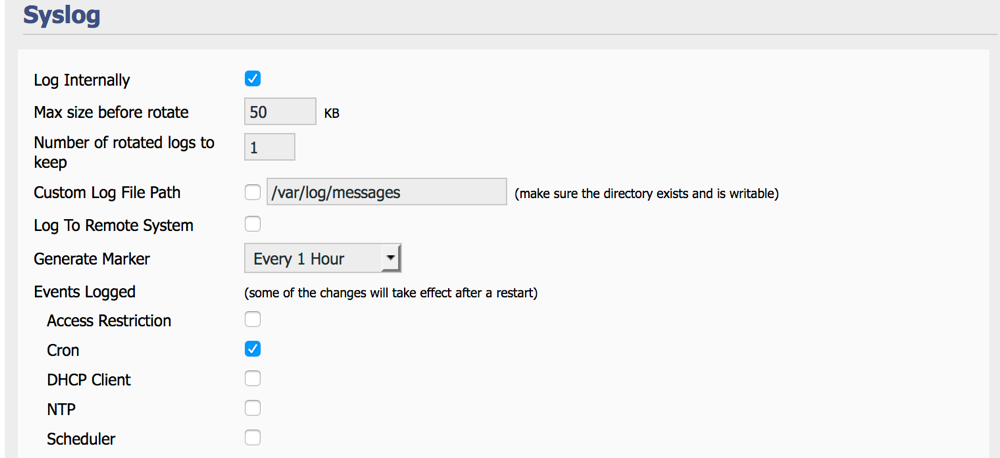 Syslog
Log Internally
Max size before rotate 50 KB
Number of rotated logs to
keep 1
Custom Log File Path /var/log/messages (make sure the directory exists and is writable)
Log To Remote System
Generate Marker Every 1 Hour
Events Logged (some of the changes will take effect after a restart)
Access Restriction
Cron
DHCP Client
NTP
Scheduler